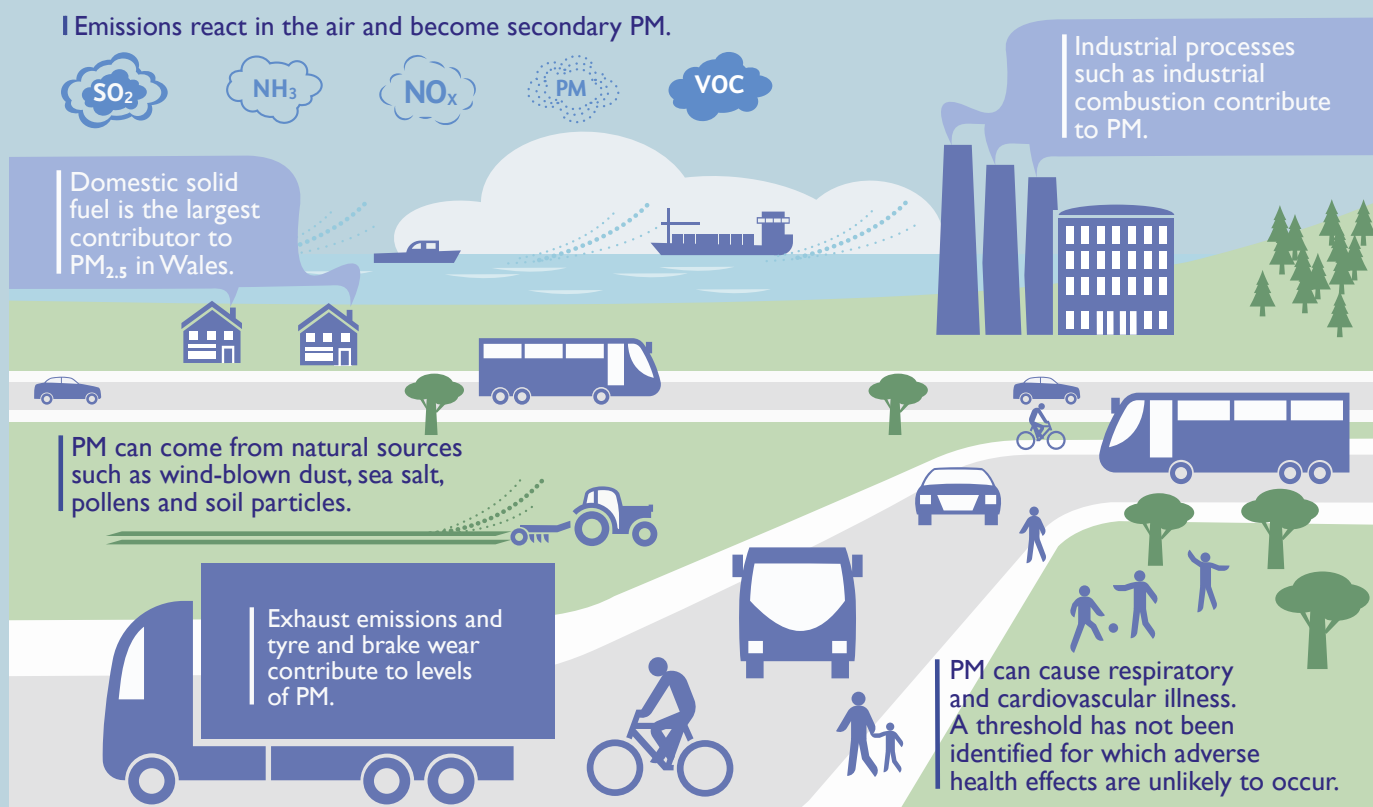 Emissions react in the air and become secondary PM.
SO₂
NH₃
NOₓ
PM
VOC
Industrial processes
such as industrial
combustion contribute
to PM.
Domestic solid
fuel is the largest
contributor to
PM₂.₅ in Wales.
PM can come from natural sources
such as wind-blown dust, sea salt,
pollens and soil particles.
Exhaust emissions and
tyre and brake wear
contribute to levels
of PM.
PM can cause respiratory
and cardiovascular illness.
A threshold has not been
identified for which adverse
health effects are unlikely to occur.